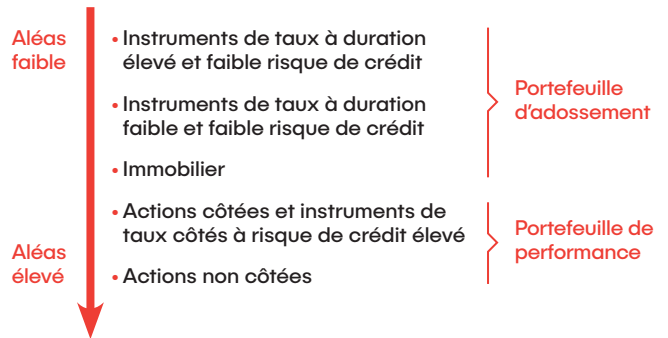 Aléas
faible
• Instruments de taux à duration
élevé et faible risque de crédit
• Instruments de taux à duration
faible et faible risque de crédit
• Immobilier
Portefeuille
d'adossement
• Actions côtées et instruments de
taux côtés à risque de crédit élevé
Aléas
élevé
• Actions non côtées
Portefeuille de
performance